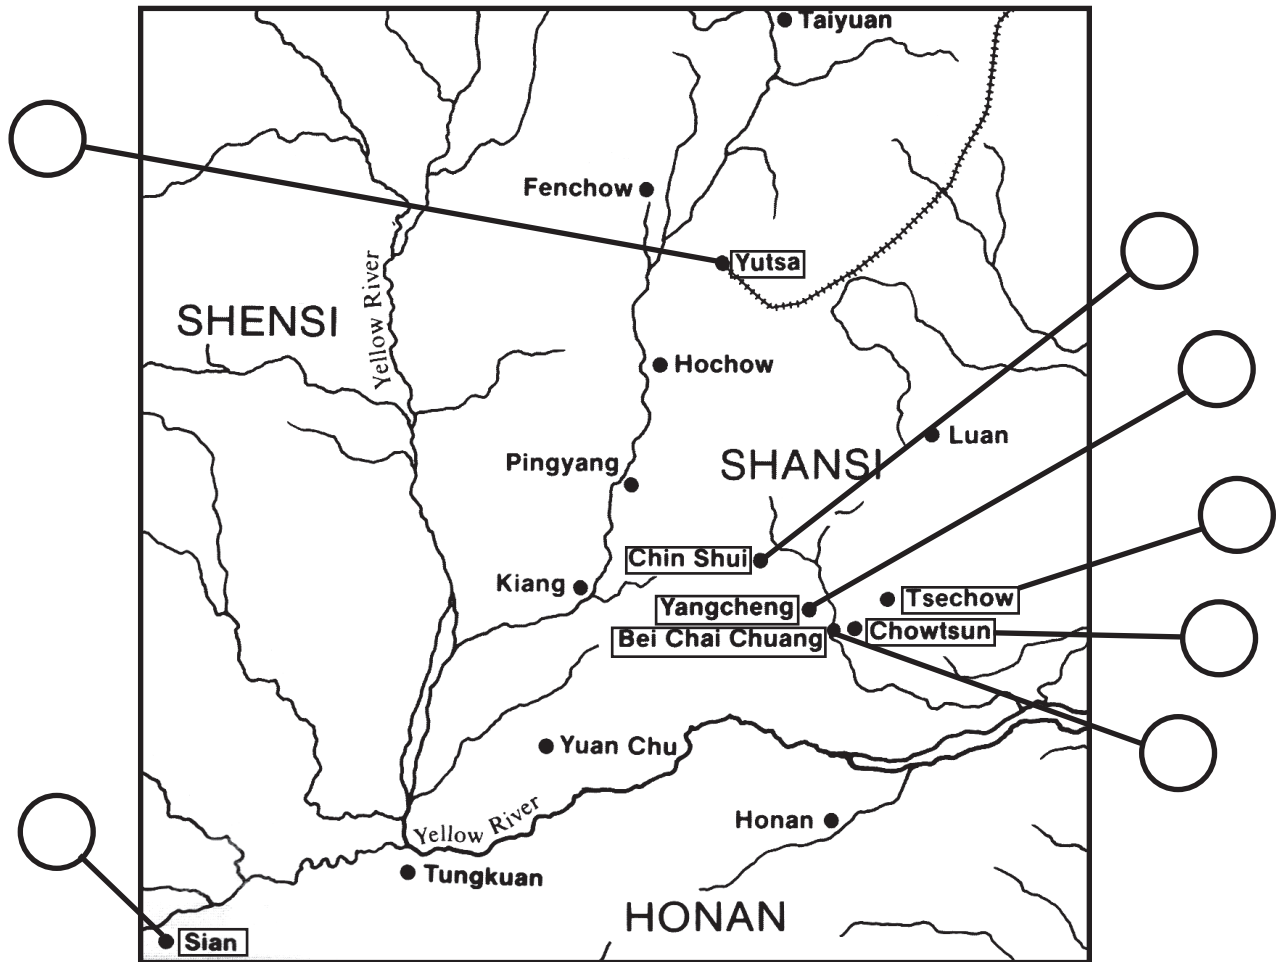 Taiyuan
Fenchow
Yutsa
Yellow River
SHENSI
Hochow
Luan
Pingyang
SHANSI
Chin Shui
Kiang
Yangcheng
Tsechow
Bei Chai Chuang
Chowtsun
Yuan Chu
Yellow River
Honan
Tungkuan
HONAN
Sian